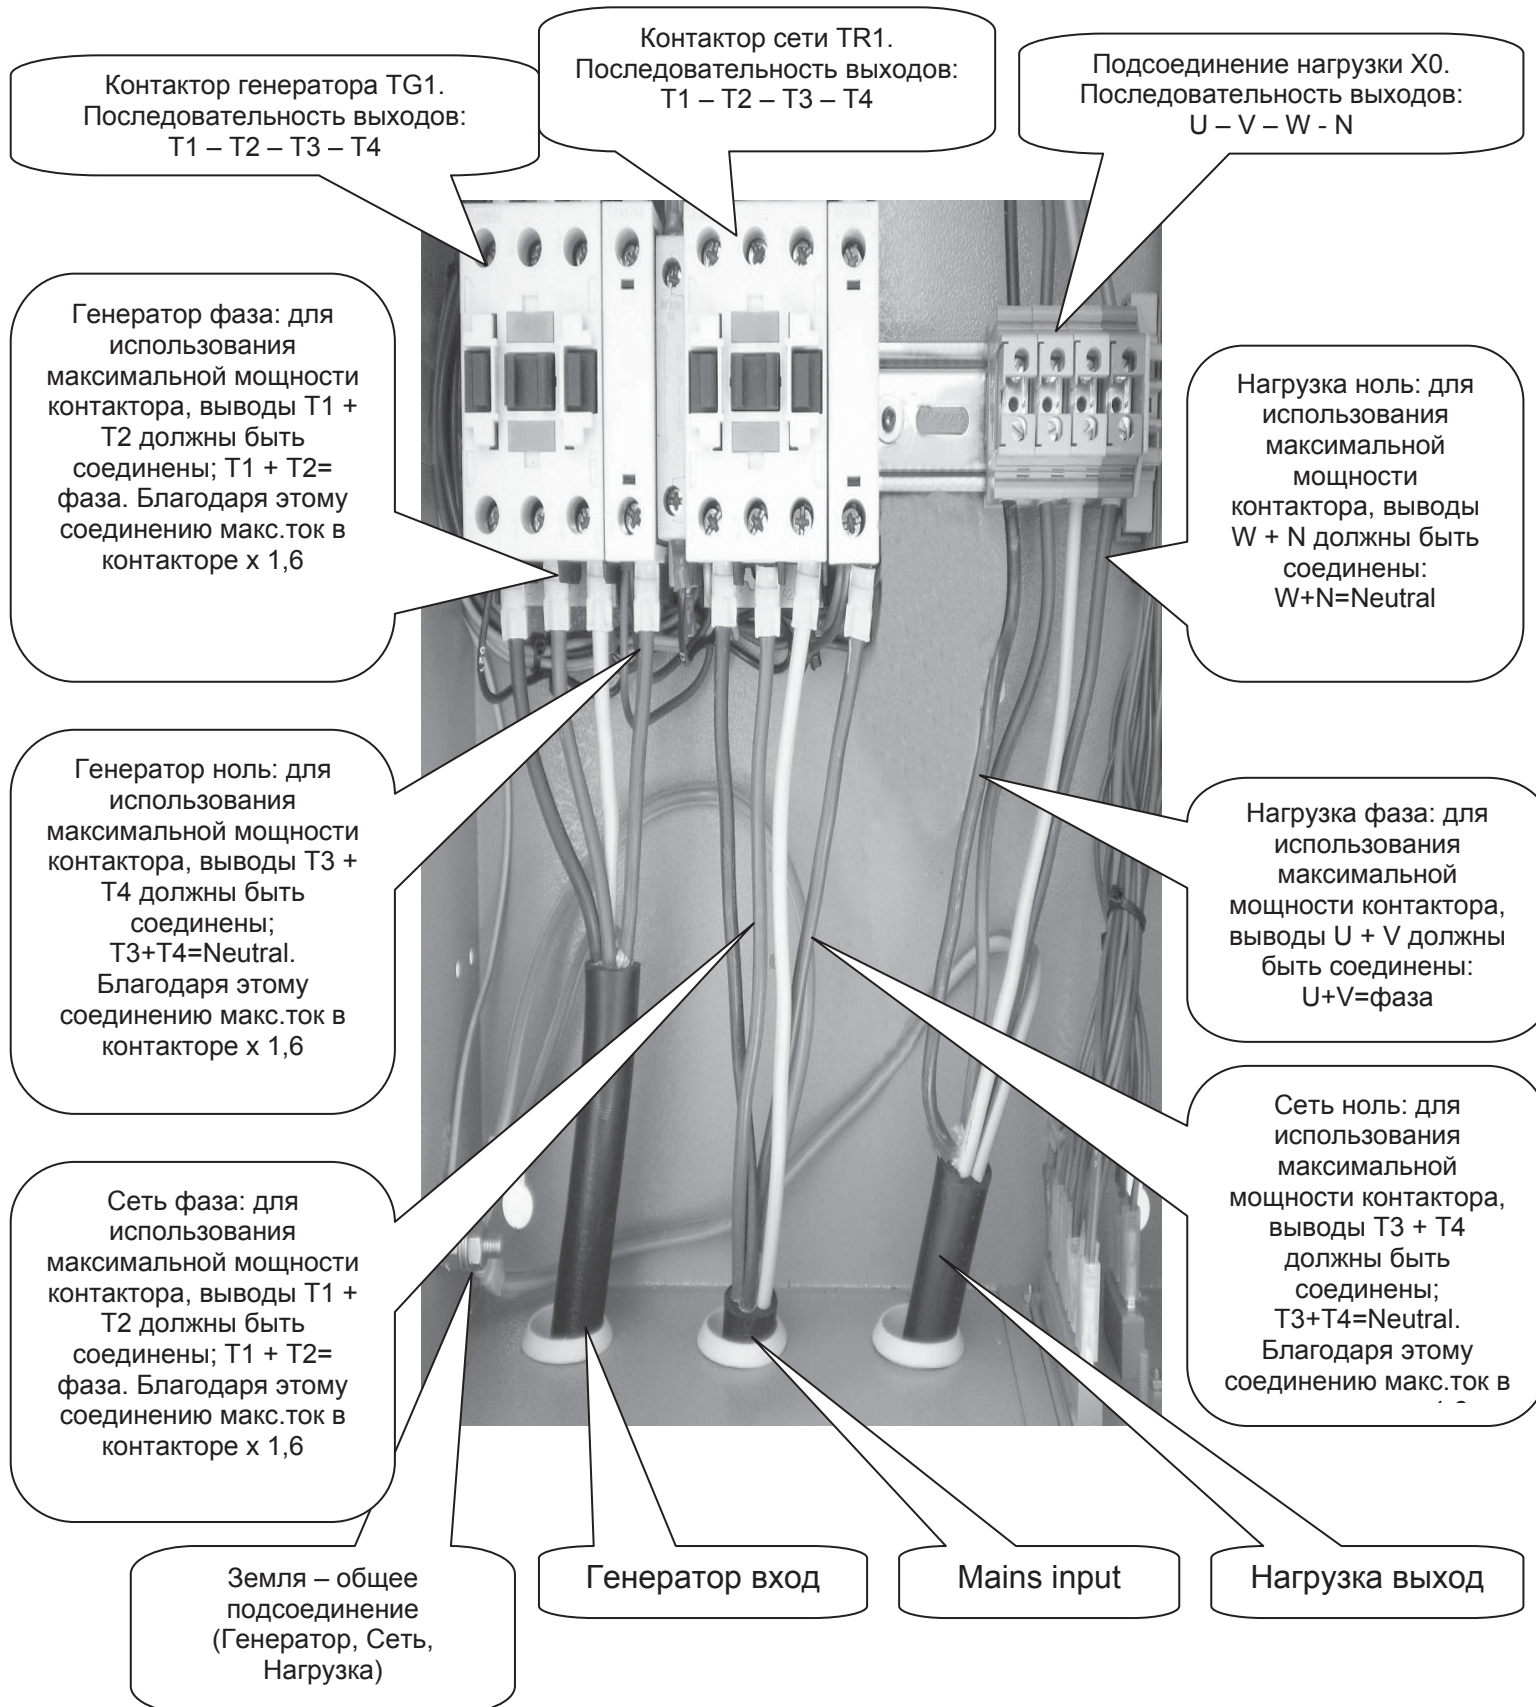 Контактор генератора TG1.
Последовательность выходов:
T1 – T2 – T3 – T4
Контактор сети TR1.
Последовательность выходов:
T1 – T2 – T3 – T4
Подсоединение нагрузки X0.
Последовательность выходов:
U – V – W - N
Генератор фаза: для
использования
максимальной мощности
контактора, выводы T1 +
T2 должны быть
соединены; T1 + T2=
фаза. Благодаря этому
соединению макс.ток в
контакторе x 1,6
Нагрузка ноль: для
использования
максимальной
мощности
контактора, выводы
W + N должны быть
соединены:
W+N=Neutral
Генератор ноль: для
использования
максимальной мощности
контактора, выводы T3 +
T4 должны быть
соединены;
T3+T4=Neutral.
Благодаря этому
соединению макс.ток в
контакторе x 1,6
Нагрузка фаза: для
использования
максимальной
мощности контактора,
выводы U + V должны
быть соединены:
U+V=фаза
Сеть фаза: для
использования
максимальной мощности
контактора, выводы T1 +
T2 должны быть
соединены; T1 + T2=
фаза. Благодаря этому
соединению макс.ток в
контакторе x 1,6
Сеть ноль: для
использования
максимальной
мощности контактора,
выводы T3 + T4
должны быть
соединены;
T3+T4=Neutral.
Благодаря этому
соединению макс.ток в
Земля – общее
подсоединение
(Генератор, Сеть,
Нагрузка)
Генератор вход
Mains input
Нагрузка выход